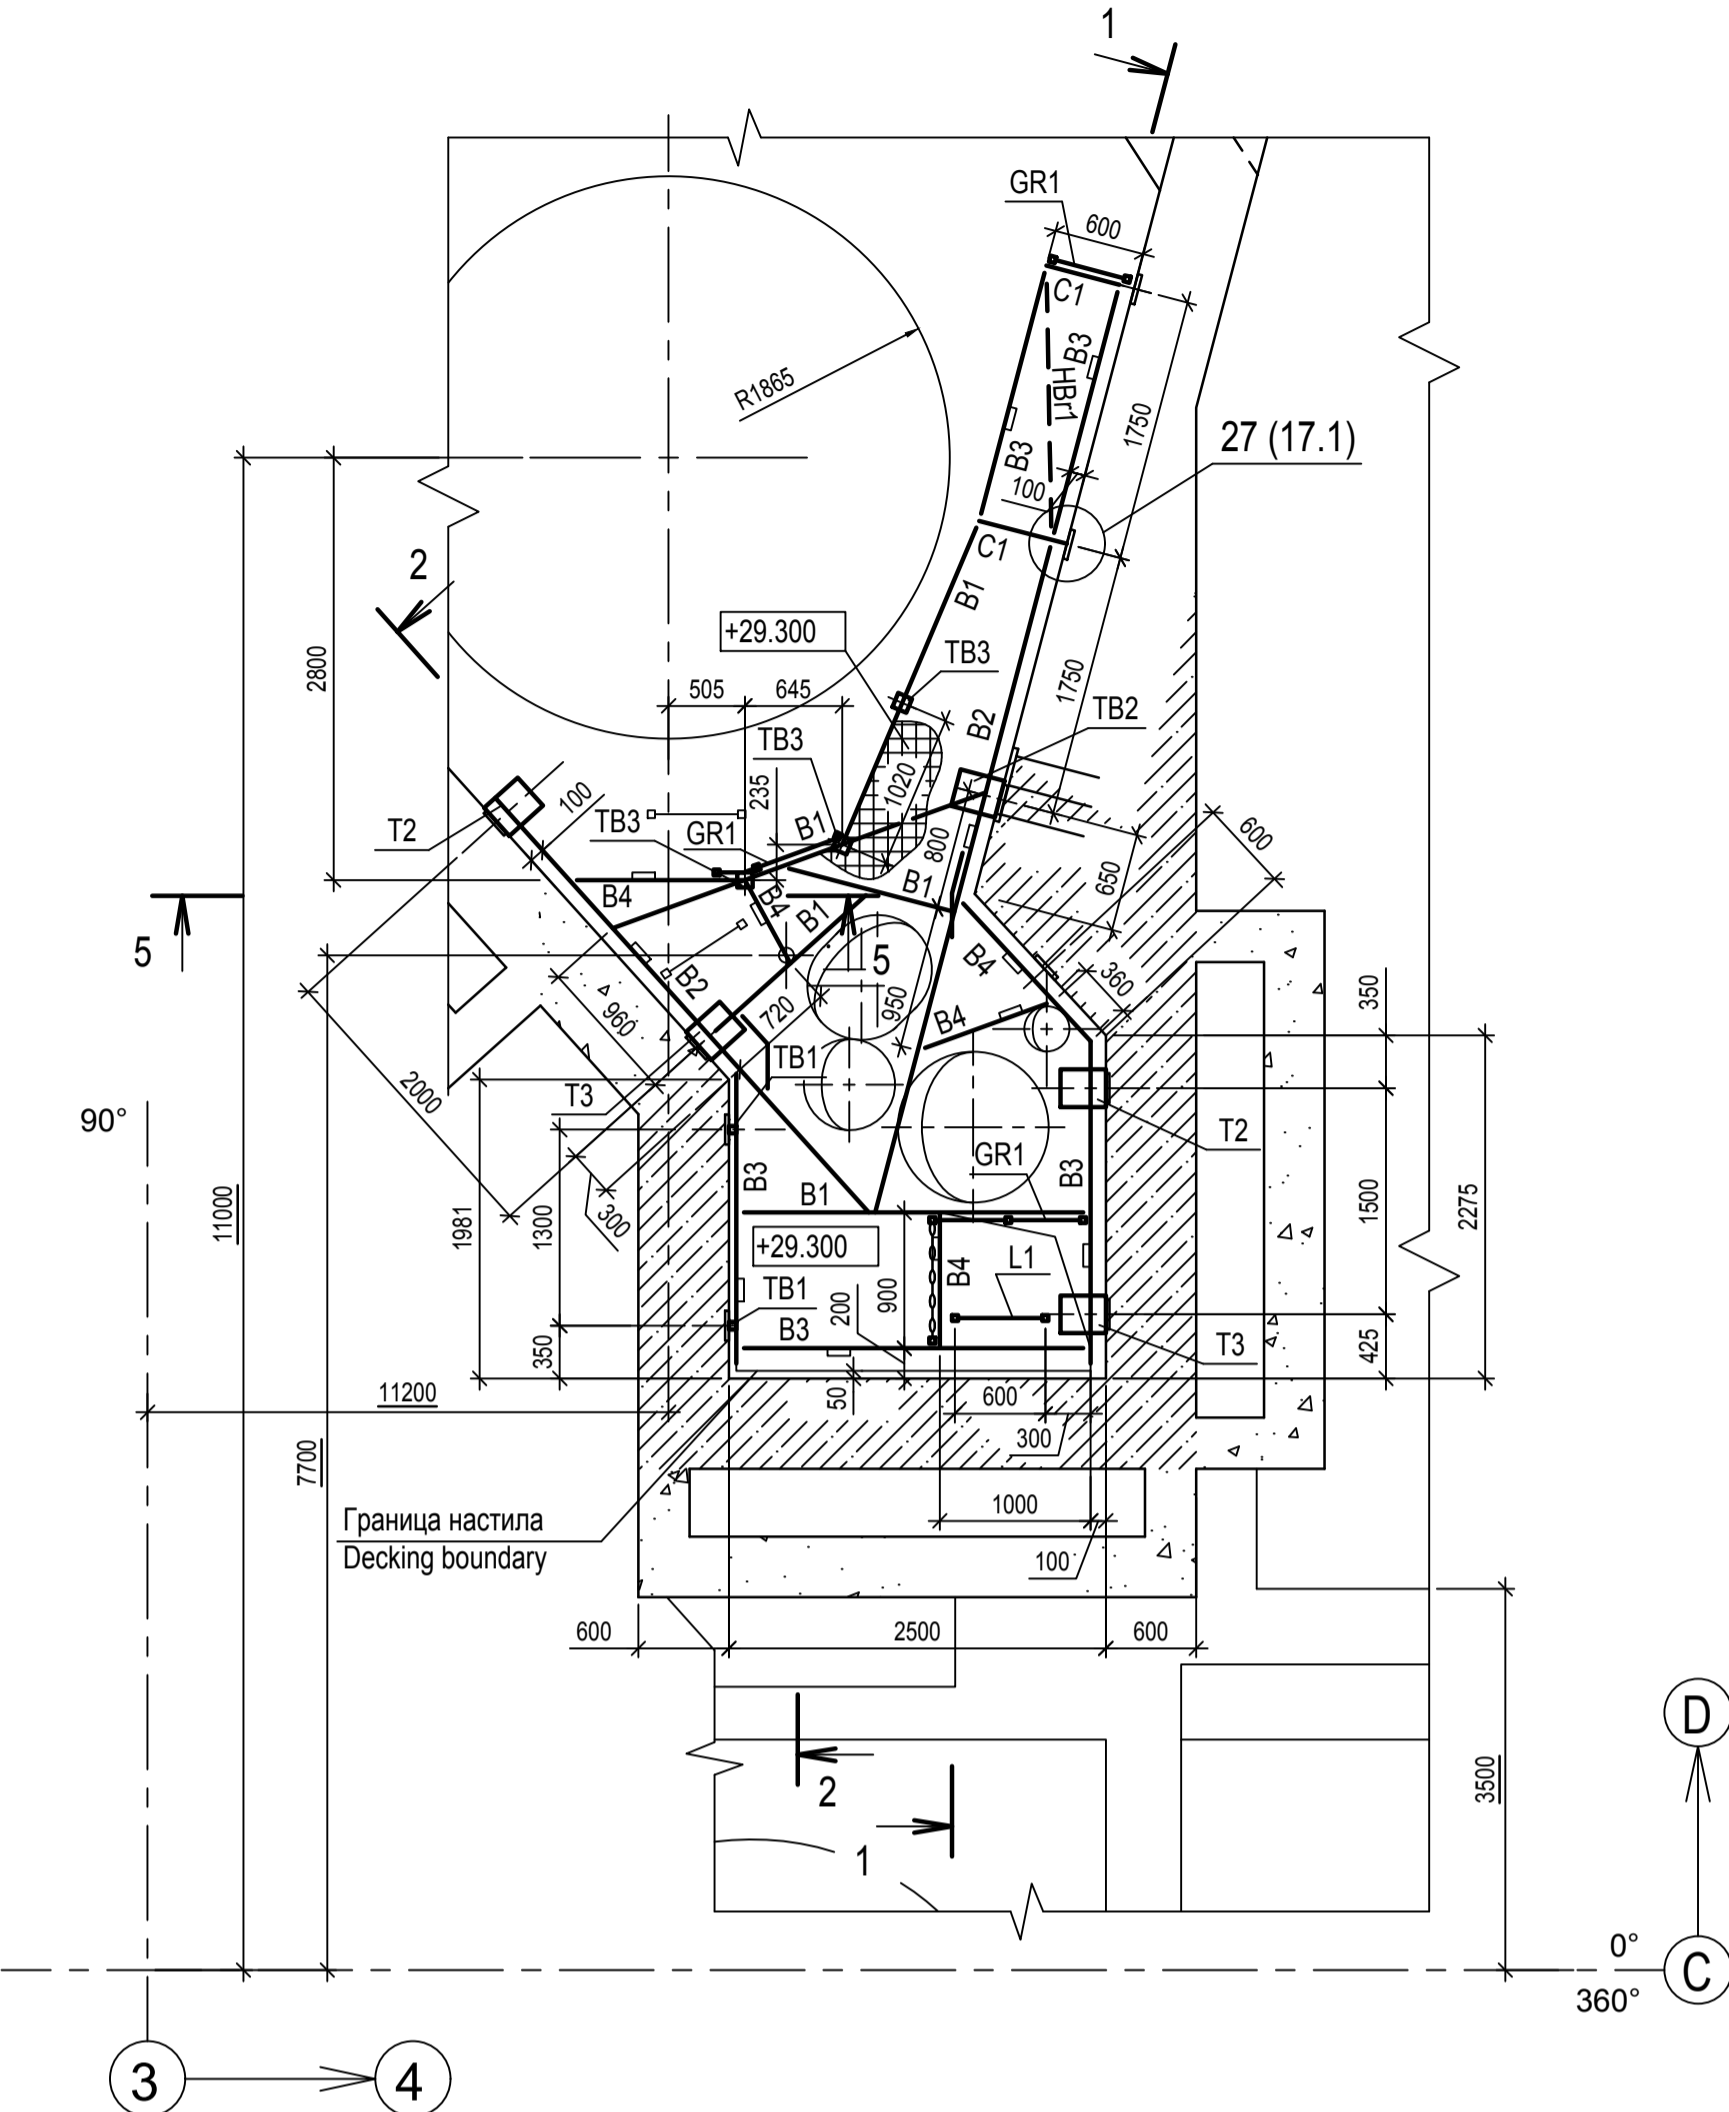 1
GR1
600
C1
B3
HBr1
R1865
1750
B3
27 (17.1)
100
C1
2
B1
+29.300
TB3
2800
1750
505
645
B2
TB2
TB3
1020
235
100
T2
TB3
GR1
B1
800
600
B4
B4
B1
B1
650
5
5
B2
B4
360
960
720
950
B4
350
2000
TB1
T3
90°
T2
GR1
11000
1981
1300
B3
B1
B3
1500
2275
300
+29.300
B4
L1
TB1
200
900
B3
T3
350
425
11200
50
600
300
7700
1000
Граница настила
Decking boundary
100
600
2500
600
D
2
3500
1
0°
C
360°
3
4